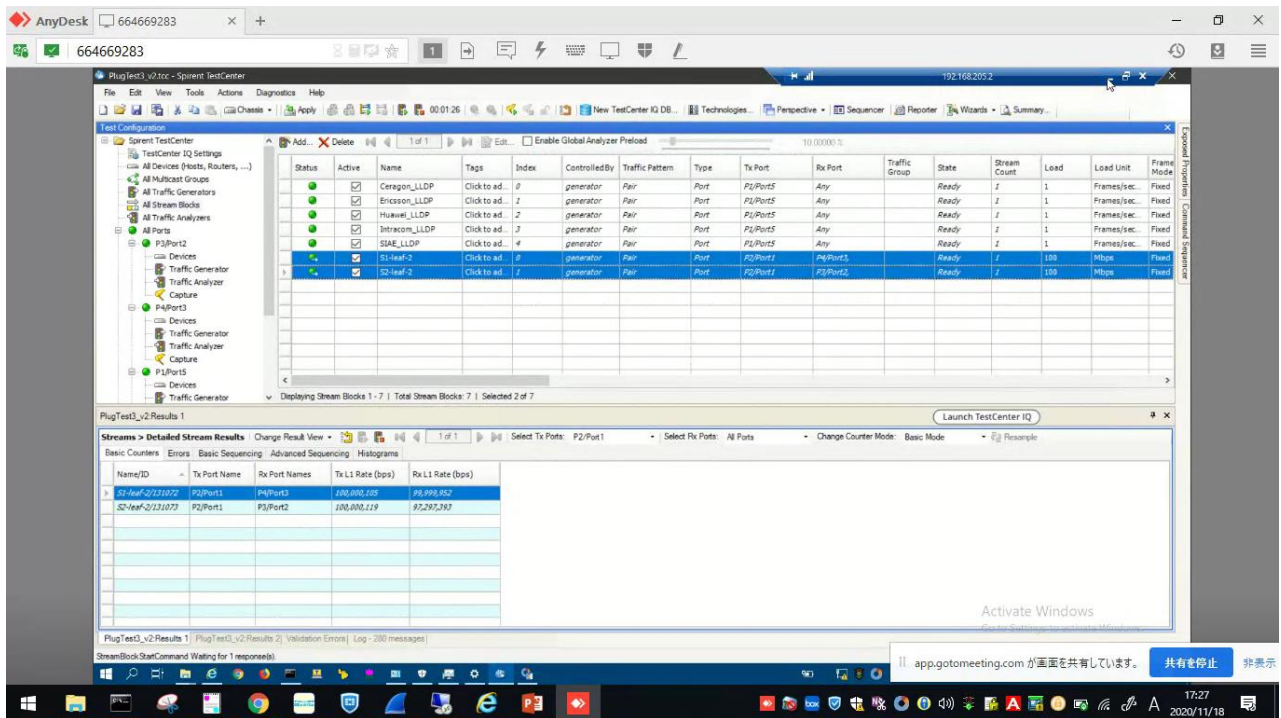 AnyDesk 664669283
664669283
1
PlugTest3_v2.tcc - Spirent TestCenter 192.168.205.2
File Edit View Tools Actions Diagnostics Help
Chassis Apply 00:01:26 New TestCenter IQ DB... Technologies... Perspective Sequencer Reporter Wizards Summary...
Test Configuration
Spirent TestCenter
TestCenter IQ Settings
All Devices (Hosts, Routers, ...)
All Multicast Groups
All Traffic Generators
All Stream Blocks
All Traffic Analyzers
All Ports
P3/Port2
Devices
Traffic Generator
Traffic Analyzer
Capture
P4/Port3
Devices
Traffic Generator
Traffic Analyzer
Capture
P1/Port5
Devices
Traffic Generator
Add... Delete 1 of 1 Edit... Enable Global Analyzer Preload 10.00000 %
Status Active Name Tags Index ControlledBy Traffic Pattern Type Tx Port Rx Port Traffic Group State Stream Count Load Load Unit Frame Mode
Ceragon_LLDP Click to ad... 0 generator Pair Port P1/Port5 Any Ready 1 1 Frames/sec... Fixed
Ericsson_LLDP Click to ad... 1 generator Pair Port P1/Port5 Any Ready 1 1 Frames/sec... Fixed
Huawei_LLDP Click to ad... 2 generator Pair Port P1/Port5 Any Ready 1 1 Frames/sec... Fixed
Intracom_LLDP Click to ad... 3 generator Pair Port P1/Port5 Any Ready 1 1 Frames/sec... Fixed
SIAE_LLDP Click to ad... 4 generator Pair Port P1/Port5 Any Ready 1 1 Frames/sec... Fixed
S1-leaf-2 Click to ad... 0 generator Pair Port P2/Port1 P4/Port3, Ready 1 100 Mbps Fixed
S2-leaf-2 Click to ad... 1 generator Pair Port P2/Port1 P3/Port2, Ready 1 100 Mbps Fixed
Displaying Stream Blocks 1 - 7 | Total Stream Blocks: 7 | Selected 2 of 7
Exposed Properties
Command Sequencer
PlugTest3_v2:Results 1 Launch TestCenter IQ
Streams > Detailed Stream Results Change Result View 1 of 1 Select Tx Ports: P2/Port1 Select Rx Ports: All Ports Change Counter Mode: Basic Mode Resample
Basic Counters Errors Basic Sequencing Advanced Sequencing Histograms
Name/ID Tx Port Name Rx Port Names Tx L1 Rate (bps) Rx L1 Rate (bps)
S1-leaf-2/131072 P2/Port1 P4/Port3 100,000,105 99,999,952
S2-leaf-2/131073 P2/Port1 P3/Port2 100,000,119 97,297,393
Activate Windows
Go to Settings to activate Windows.
PlugTest3_v2:Results 1 PlugTest3_v2:Results 2 Validation Errors Log - 280 messages
StreamBlockStartCommand Waiting for 1 response(s)
app.gotomeeting.com が画面を共有しています。 共有を停止 非表示
A 17:27
2020/11/18